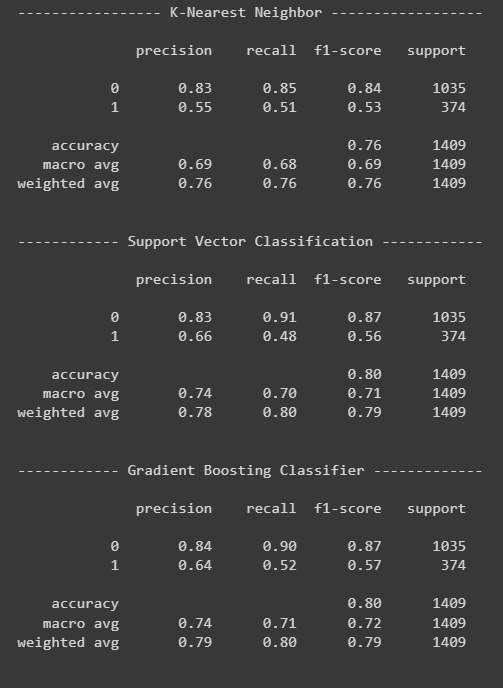 ----------------- K-Nearest Neighbor ------------------
precision recall f1-score support
0 0.83 0.85 0.84 1035
1 0.55 0.51 0.53 374
accuracy 0.76 1409
macro avg 0.69 0.68 0.69 1409
weighted avg 0.76 0.76 0.76 1409
------------ Support Vector Classification ------------
precision recall f1-score support
0 0.83 0.91 0.87 1035
1 0.66 0.48 0.56 374
accuracy 0.80 1409
macro avg 0.74 0.70 0.71 1409
weighted avg 0.78 0.80 0.79 1409
------------ Gradient Boosting Classifier -------------
precision recall f1-score support
0 0.84 0.90 0.87 1035
1 0.64 0.52 0.57 374
accuracy 0.80 1409
macro avg 0.74 0.71 0.72 1409
weighted avg 0.79 0.80 0.79 1409